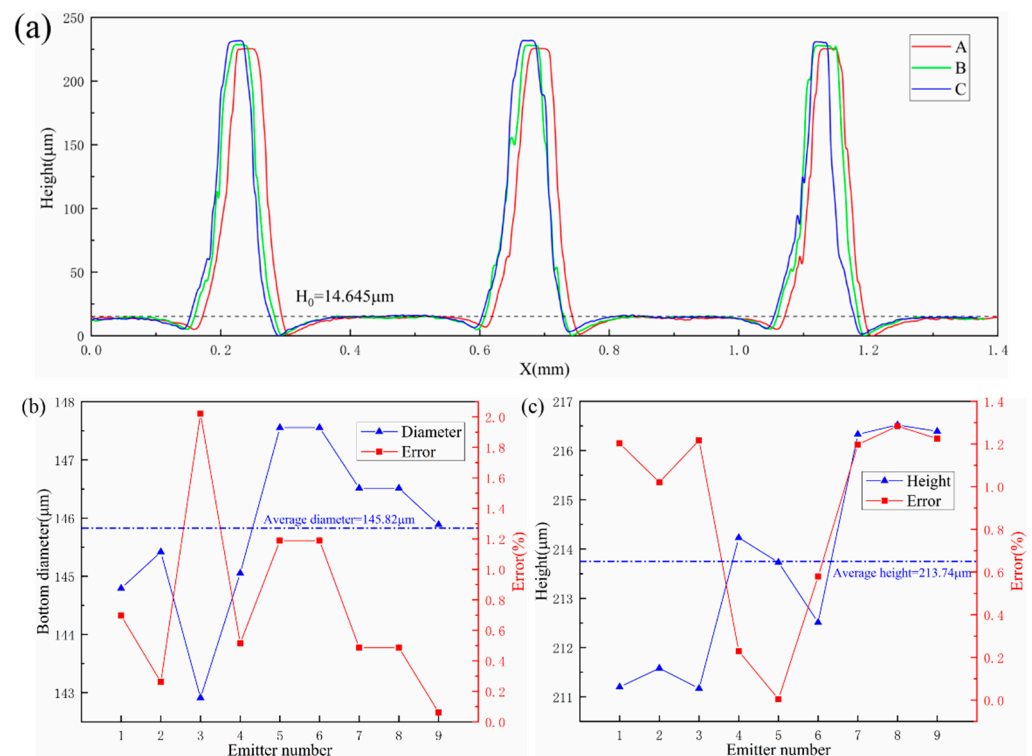 (a)
250
200
150
100
50
0
Height(μm)
A
B
C
H0=14.645μm
0.0 0.2 0.4 0.6 0.8 1.0 1.2 1.4
X(mm)
(b)
148
147
146
145
144
143
Bottom diameter(μm)
Diameter
Error
Average diameter=145.82μm
2.0
1.8
1.6
1.4
1.2
1.0
0.8
0.6
0.4
0.2
0.0
Error(%)
1 2 3 4 5 6 7 8 9
Emitter number
(c)
217
216
215
214
213
212
211
Height(μm)
Height
Error
Average height=213.74μm
1.4
1.2
1.0
0.8
0.6
0.4
0.2
0.0
Error(%)
1 2 3 4 5 6 7 8 9
Emitter number